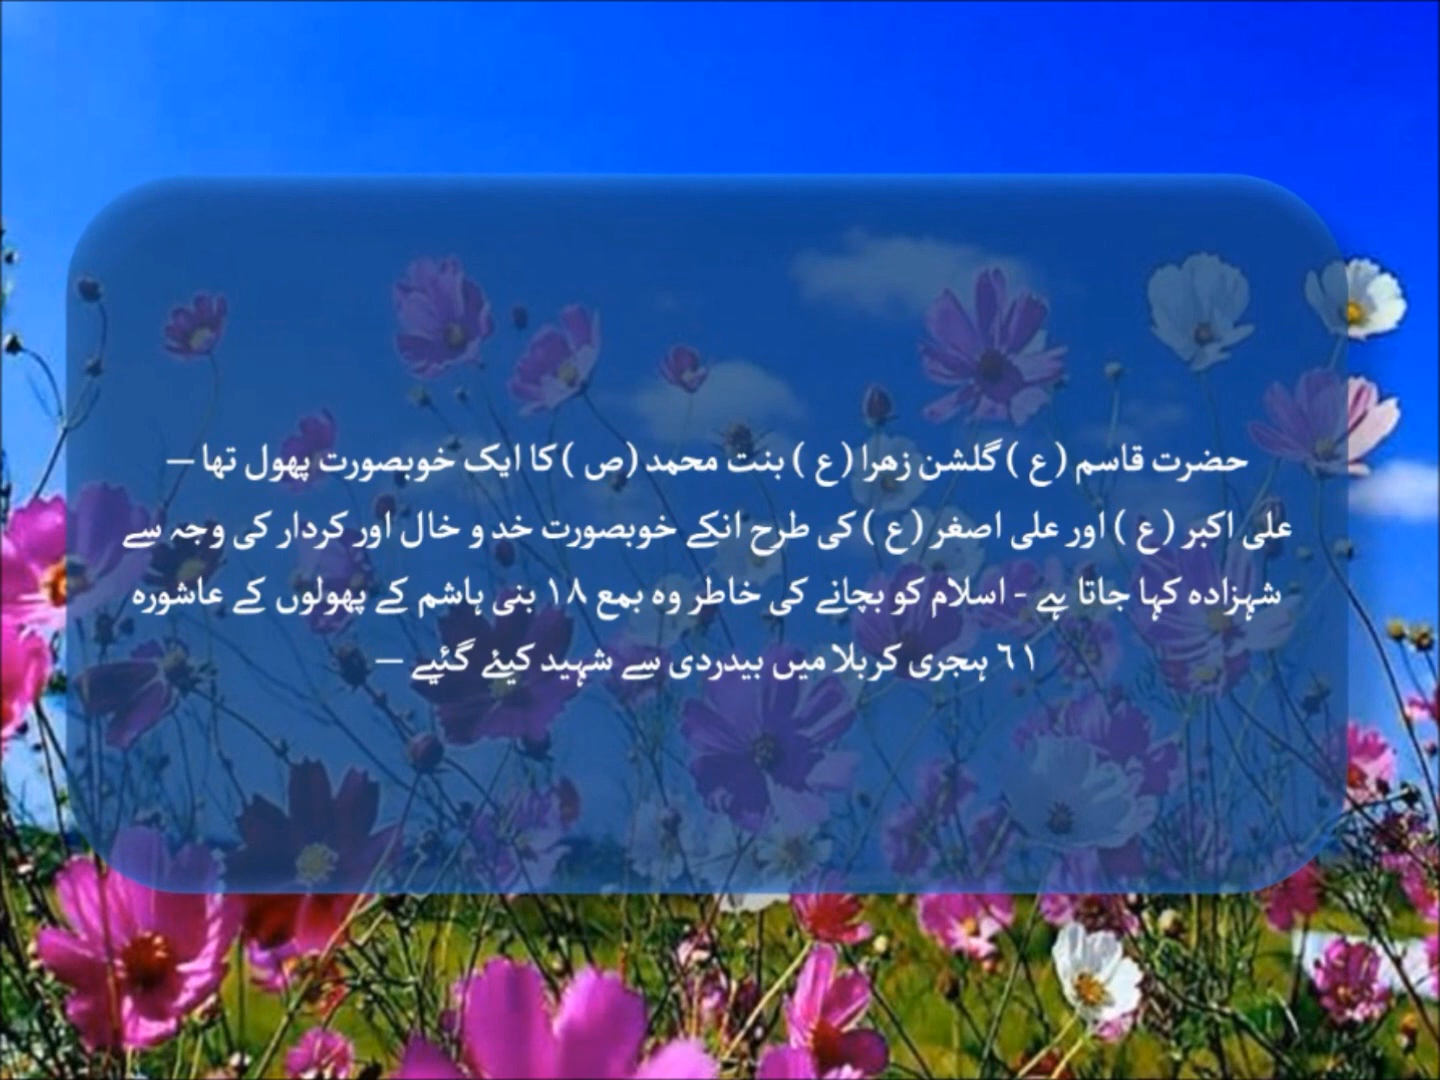 حضرت قاسم (ع) گلشن زھرا (ع) بنت محمد (ص) کا ایک خوبصورت پھول تھا —
علی اکبر (ع) اور علی اصغر (ع) کی طرح انکے خوبصورت خد و خال اور کردار کی وجہ سے
شہزادہ کہا جاتا ہے - اسلام کو بچانے کی خاطر وہ بمع ١٨ بنی ہاشم کے پھولوں کے عاشورہ
٦١ ہجری کربلا میں بیدردی سے شہید کیئے گئیے —